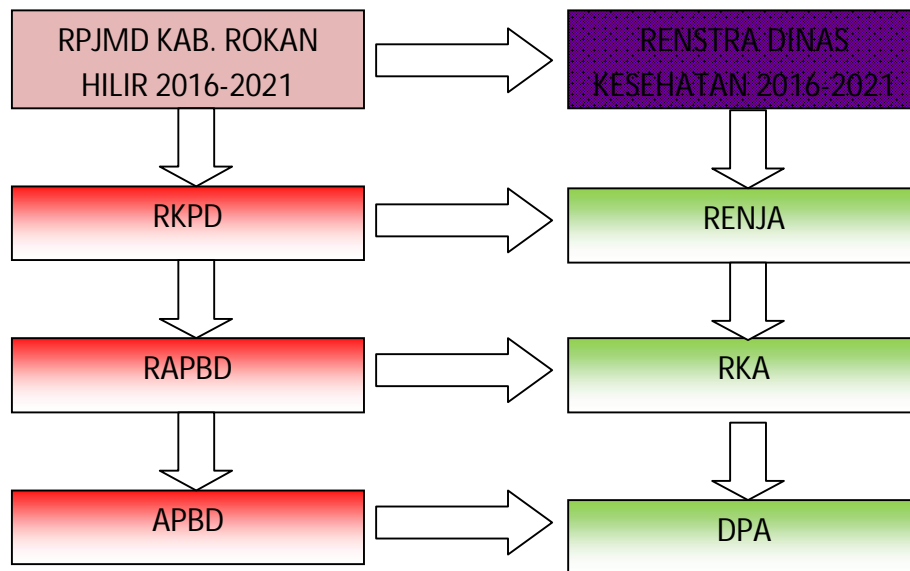 RPJMD KAB. ROKAN
HILIR 2016-2021
RENSTRA DINAS
KESEHATAN 2016-2021
RKPD
RENJA
RAPBD
RKA
APBD
DPA